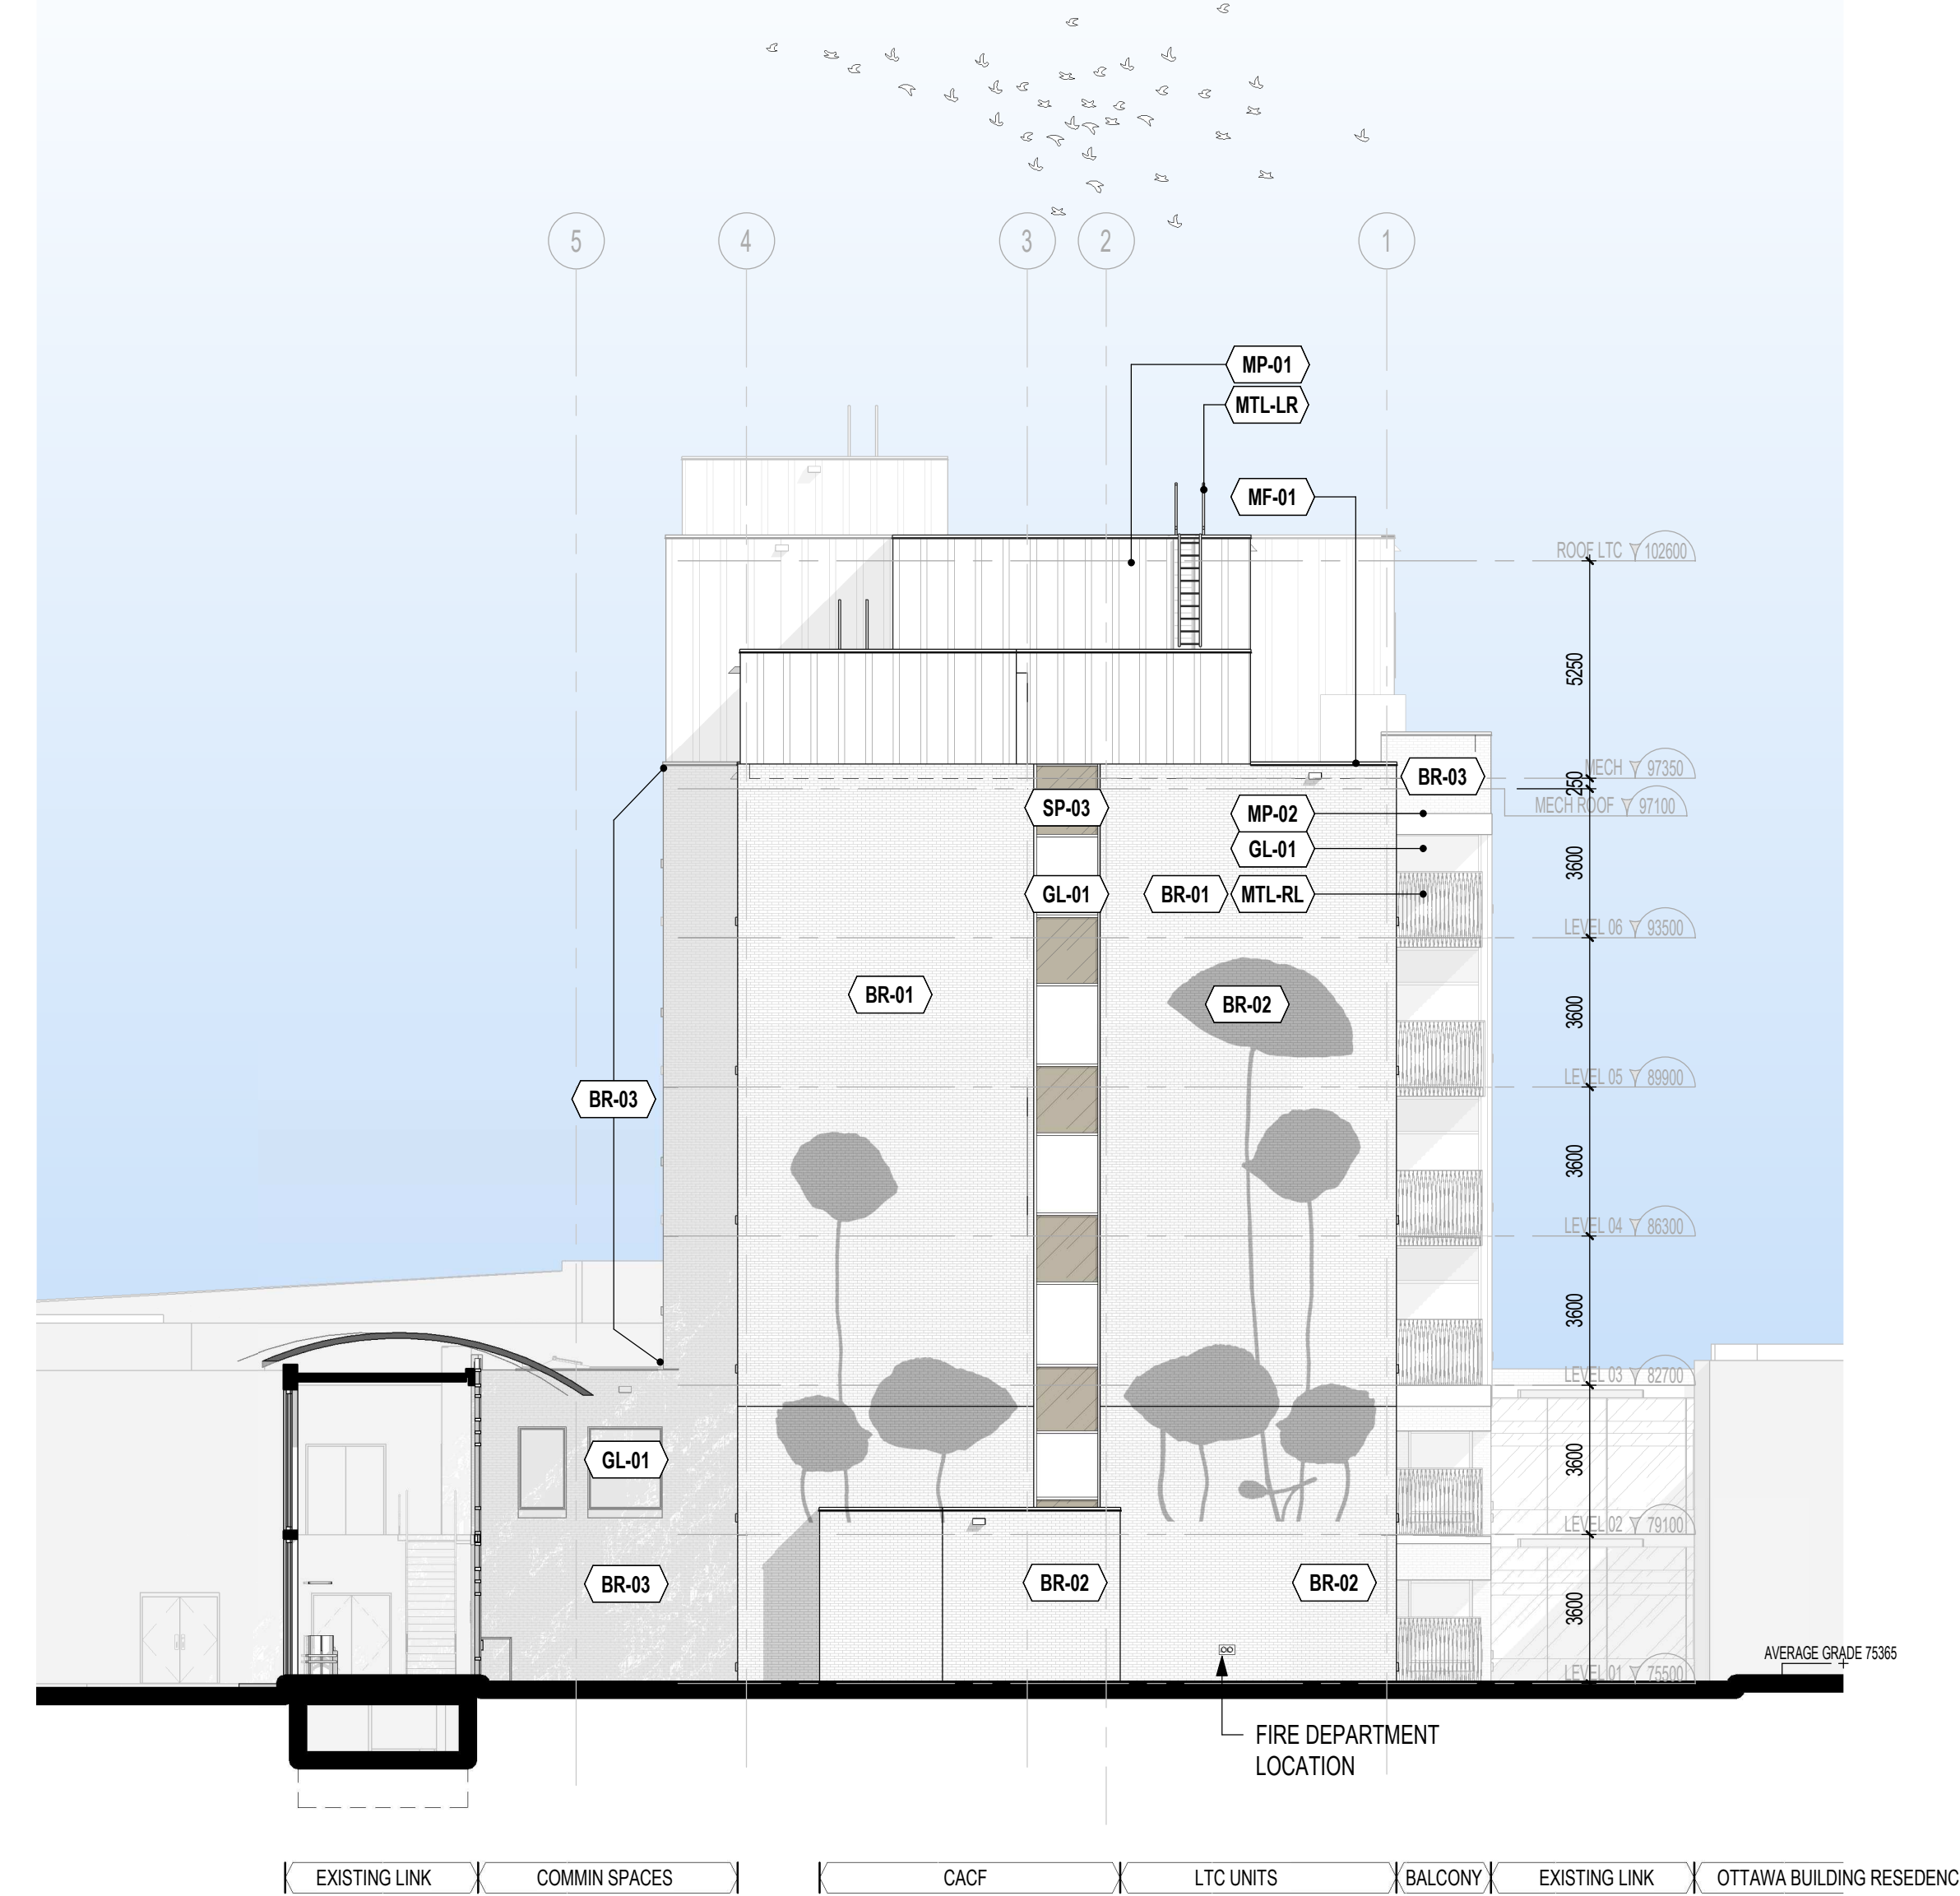 5 4 3 2 1
MP-01
MTL-LR
MF-01
ROOF LTC 102600
5250
MECH 97350
250
MECH ROOF 97100
BR-03
SP-03
MP-02
GL-01
3600
GL-01
BR-01
MTL-RL
LEVEL 06 93500
BR-01
BR-02
3600
LEVEL 05 89900
BR-03
3600
LEVEL 04 86300
3600
LEVEL 03 82700
GL-01
3600
LEVEL 02 79100
BR-03
BR-02
BR-02
3600
AVERAGE GRADE 75365
LEVEL 01 75500
FIRE DEPARTMENT
LOCATION
EXISTING LINK
COMMIN SPACES
CACF
LTC UNITS
BALCONY
EXISTING LINK
OTTAWA BUILDING RESEDENC